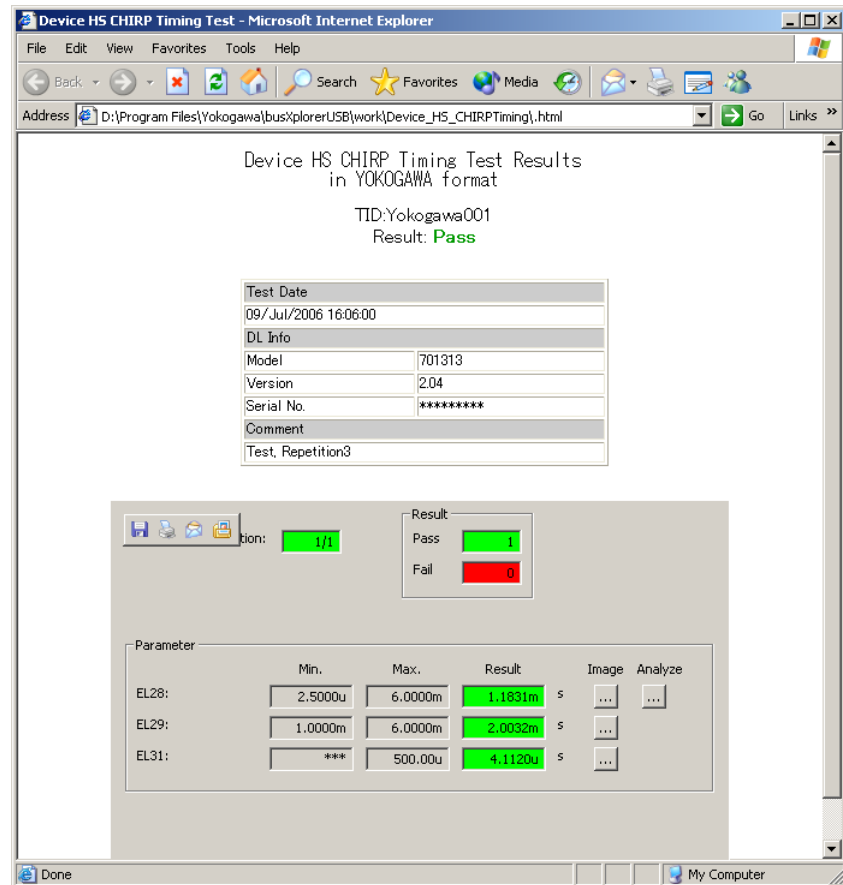 Device HS CHIRP Timing Test - Microsoft Internet Explorer
File Edit View Favorites Tools Help
Back Search Favorites Media
Address D:\Program Files\Yokogawa\busXplorerUSB\work\Device_HS_CHIRPTiming\.html Go Links »
Device HS CHIRP Timing Test Results
in YOKOGAWA format
TID:Yokogawa001
Result: Pass
Test Date
09/Jul/2006 16:06:00
DL Info
Model 701313
Version 2.04
Serial No. *********
Comment
Test, Repetition3
tion: 1/1
Result
Pass 1
Fail 0
Parameter
Min. Max. Result Image Analyze
EL28: 2.5000u 6.0000m 1.1831m s ... ...
EL29: 1.0000m 6.0000m 2.0032m s ...
EL31: *** 500.00u 4.1120u s ...
Done My Computer